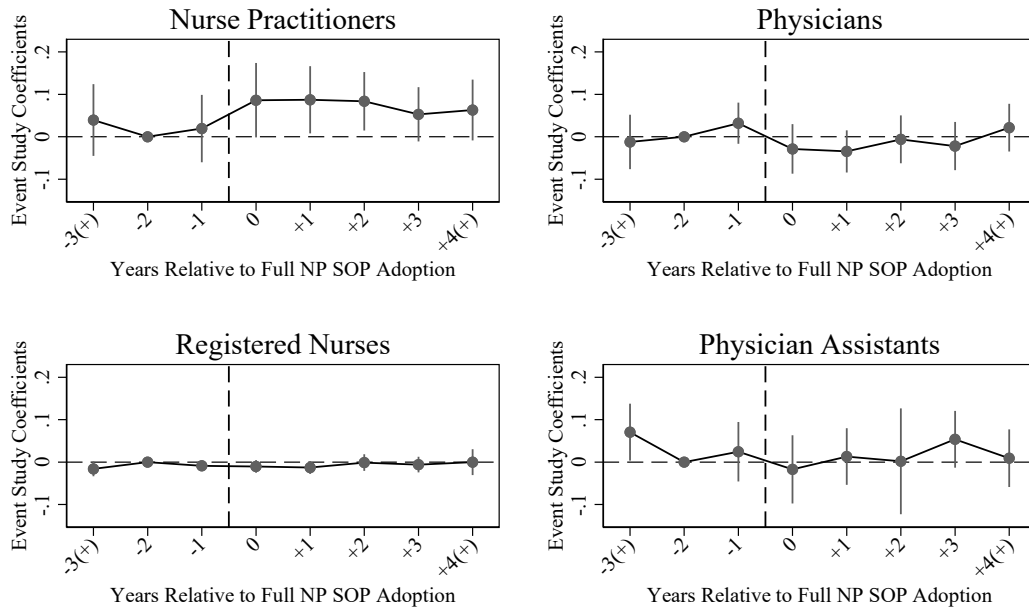 Nurse Practitioners
Event Study Coefficients
.2
.1
0
-.1
-3(+) -2 -1 0 +1 +2 +3 +4(+)
Years Relative to Full NP SOP Adoption
Physicians
Event Study Coefficients
.2
.1
0
-.1
-3(+) -2 -1 0 +1 +2 +3 +4(+)
Years Relative to Full NP SOP Adoption
Registered Nurses
Event Study Coefficients
.2
.1
0
-.1
-3(+) -2 -1 0 +1 +2 +3 +4(+)
Years Relative to Full NP SOP Adoption
Physician Assistants
Event Study Coefficients
.2
.1
0
-.1
-3(+) -2 -1 0 +1 +2 +3 +4(+)
Years Relative to Full NP SOP Adoption